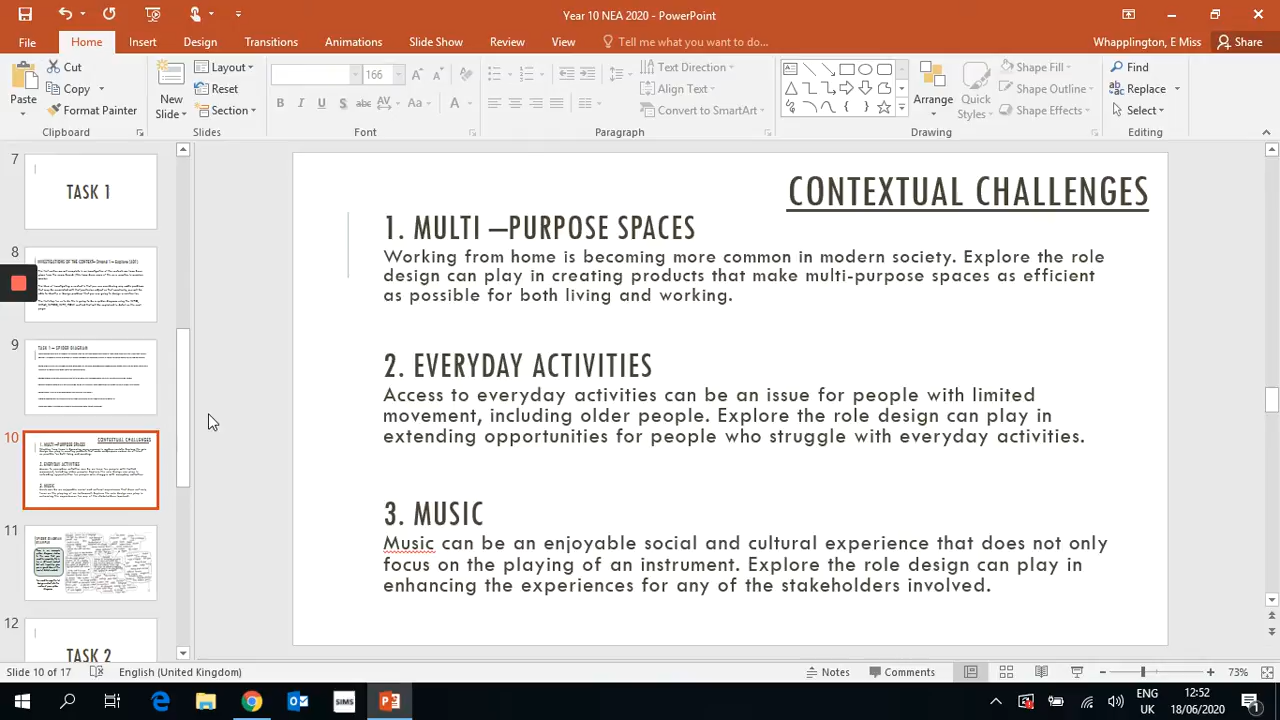 Year 10 NEA 2020 - PowerPoint
File Home Insert Design Transitions Animations Slide Show Review View Tell me what you want to do... Whapplington, E Miss Share
Paste Cut Copy Format Painter
Clipboard
New Slide Layout Reset Section
Slides
166
Aa
Font
Text Direction Align Text Convert to SmartArt
Paragraph
Arrange Quick Styles Shape Fill Shape Outline Shape Effects
Drawing
Find Replace Select
Editing
7
TASK 1
8
9
TASK 1 – SPIDER DIAGRAM
10
11
12
TASK 2
CONTEXTUAL CHALLENGES
1. MULTI –PURPOSE SPACES
Working from home is becoming more common in modern society. Explore the role
design can play in creating products that make multi-purpose spaces as efficient
as possible for both living and working.
2. EVERYDAY ACTIVITIES
Access to everyday activities can be an issue for people with limited
movement, including older people. Explore the role design can play in
extending opportunities for people who struggle with everyday activities.
3. MUSIC
Music can be an enjoyable social and cultural experience that does not only
focus on the playing of an instrument. Explore the role design can play in
enhancing the experiences for any of the stakeholders involved.
Slide 10 of 17 English (United Kingdom) Notes Comments 73%
SIMS
ENG
UK
12:52
18/06/2020
1